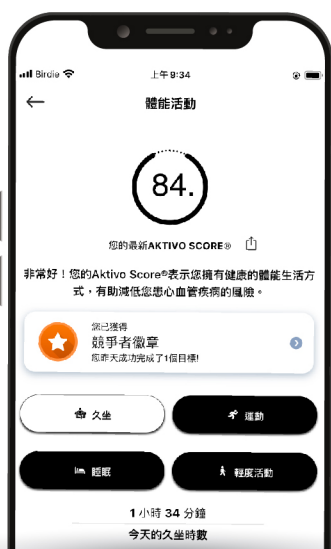 Birdie 上午9:34
體能活動
84.
您的最新AKTIVO SCORE®
非常好！您的Aktivo Score®表示您擁有健康的體能生活方
式，有助減低您患心血管疾病的風險。
您已獲得
競爭者徽章
您昨天成功完成了1個目標!
久坐
運動
睡眠
輕度活動
1 小時 34 分鐘
今天的久坐時數